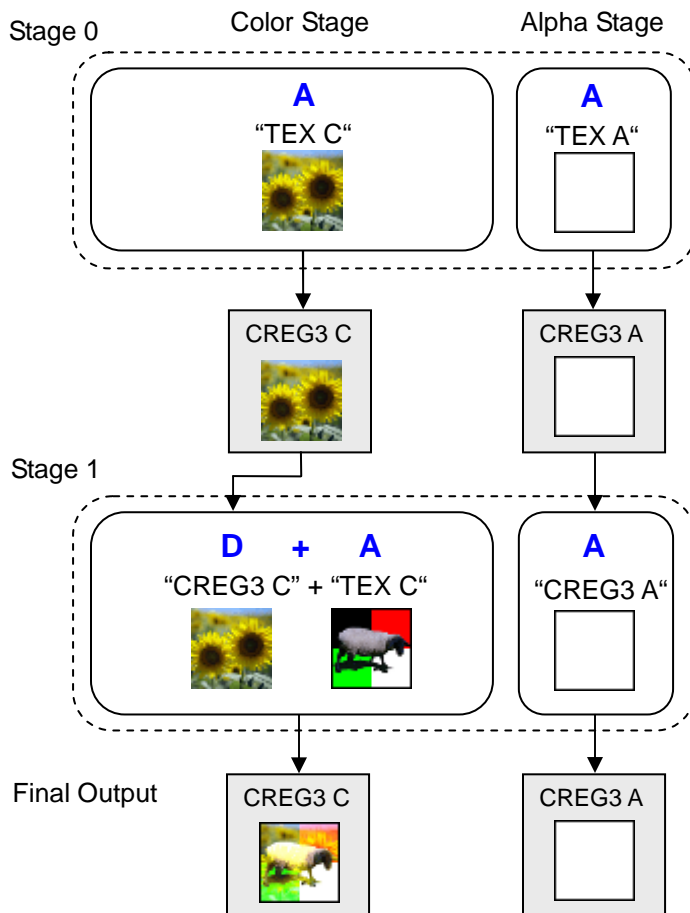 Stage 0
Color Stage
Alpha Stage
A
“TEX C“
A
“TEX A“
CREG3 C
CREG3 A
Stage 1
D + A
“CREG3 C” + “TEX C“
A
“CREG3 A“
Final Output
CREG3 C
CREG3 A